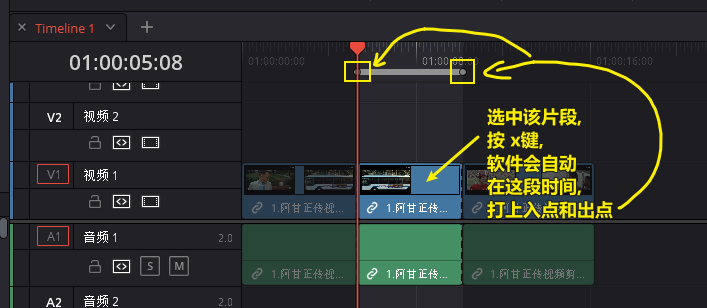 Timeline 1
01:00:05:08
01:00:00:00
01:00:08:00
01:00:16:00
选中该片段,
按 x键,
软件会自动
在这段时间,
打上入点和出点
V2
视频 2
V1
视频 1
1.阿甘正传视...
1.阿甘正传...
1.阿甘正传视...
A1
音频 1
2.0
S
M
1.阿甘正传视...
1.阿甘正传...
1.阿甘正传视频剪...
A2
音频 2
2.0